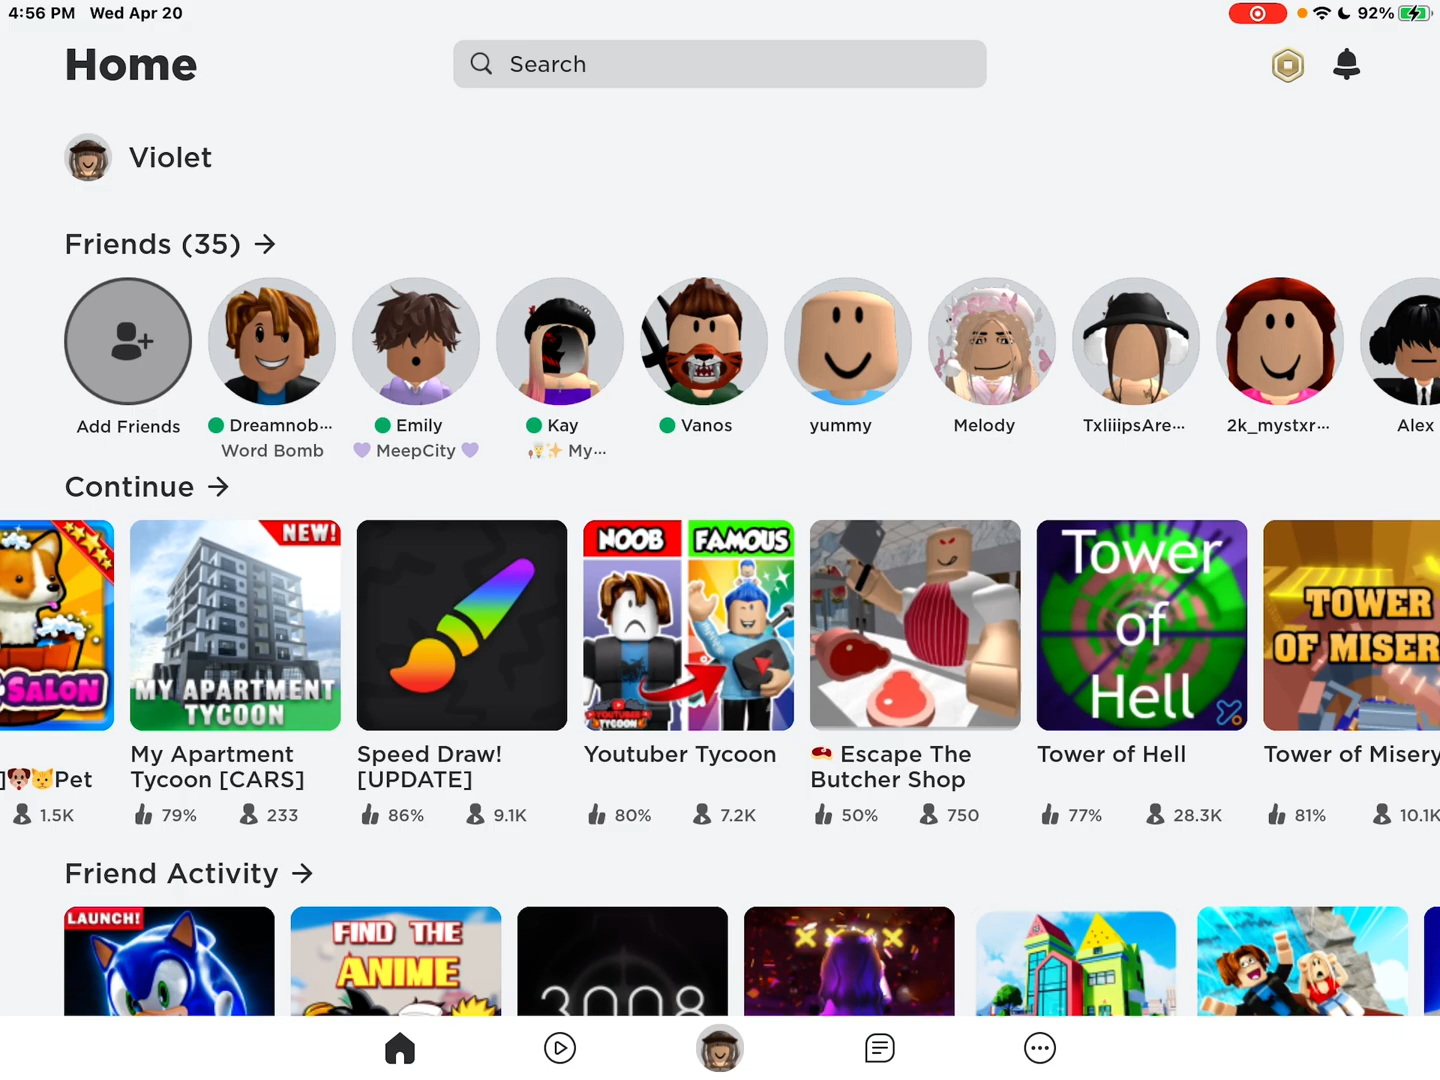 4:56 PM Wed Apr 20
92%
Home
Search
Violet
Friends (35)
Add Friends
Dreamnob...
Word Bomb
Emily
💜 MeepCity 💜
Kay
My...
Vanos
yummy
Melody
TxliiipsAre...
2k_mystxr...
Alex
Continue
SALON
NEW!
MY APARTMENT
TYCOON
NOOB
FAMOUS
YOUTUBER
TYCOON
Tower
of
Hell
TOWER
OF MISER
]🐶🐱Pet
1.5K
My Apartment
Tycoon [CARS]
79% 233
Speed Draw!
[UPDATE]
86% 9.1K
Youtuber Tycoon
80% 7.2K
🥩 Escape The
Butcher Shop
50% 750
Tower of Hell
77% 28.3K
Tower of Misery
81% 10.1K
Friend Activity
LAUNCH!
FIND THE
ANIME
3008
XXXX